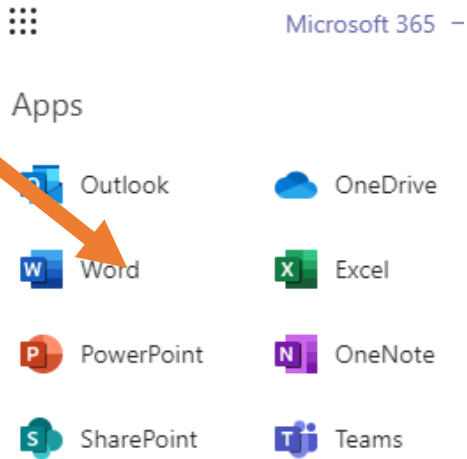 Microsoft 365
Apps
Outlook OneDrive
W Word X Excel
P PowerPoint N OneNote
S SharePoint T Teams